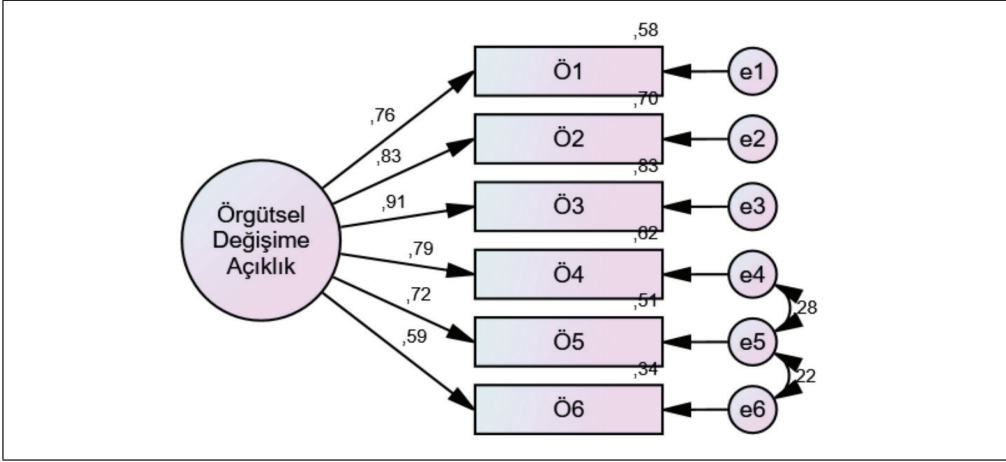 ,58
Ö1
e1
,76
,70
Ö2
e2
,83
,83
Ö3
e3
,91
,62
Ö4
e4
,79
,51
Ö5
e5
,72
,34
Ö6
e6
,59
Örgütsel
Değişime
Açıklık
,28
,22